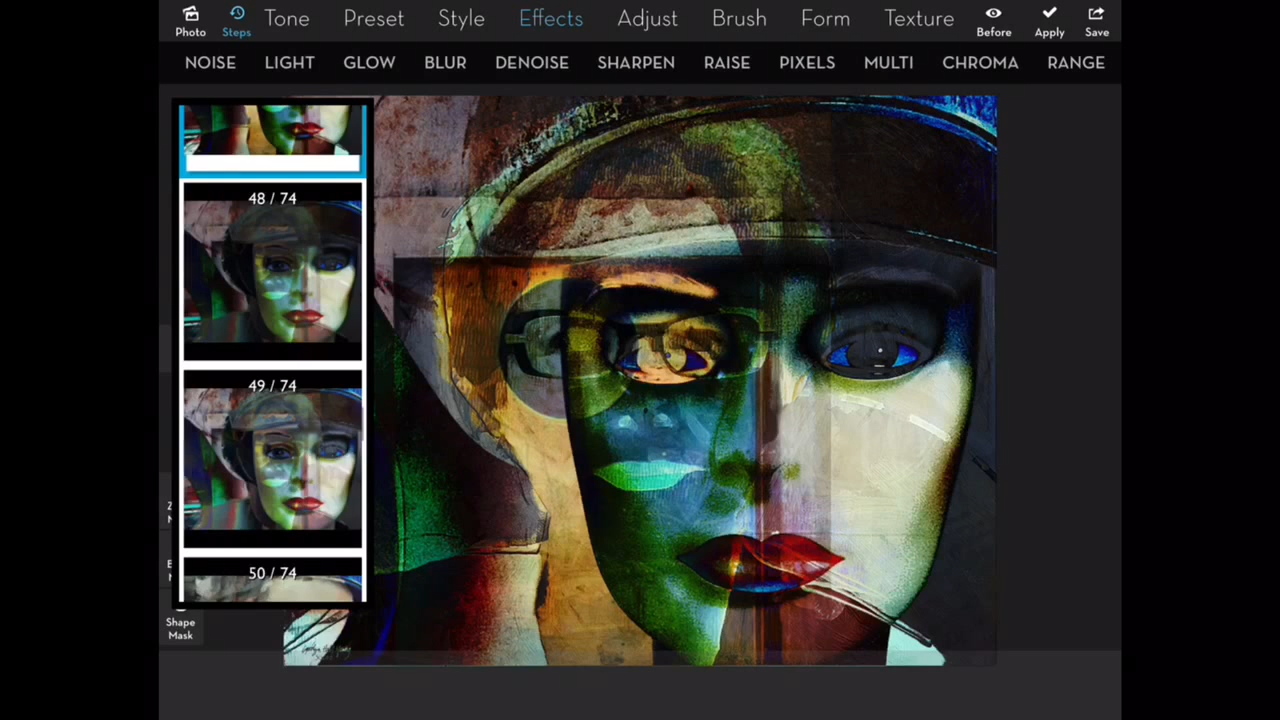 Photo Steps Tone Preset Style Effects Adjust Brush Form Texture Before Apply Save
NOISE LIGHT GLOW BLUR DENOISE SHARPEN RAISE PIXELS MULTI CHROMA RANGE
48 / 74
49 / 74
50 / 74
Shape
Mask